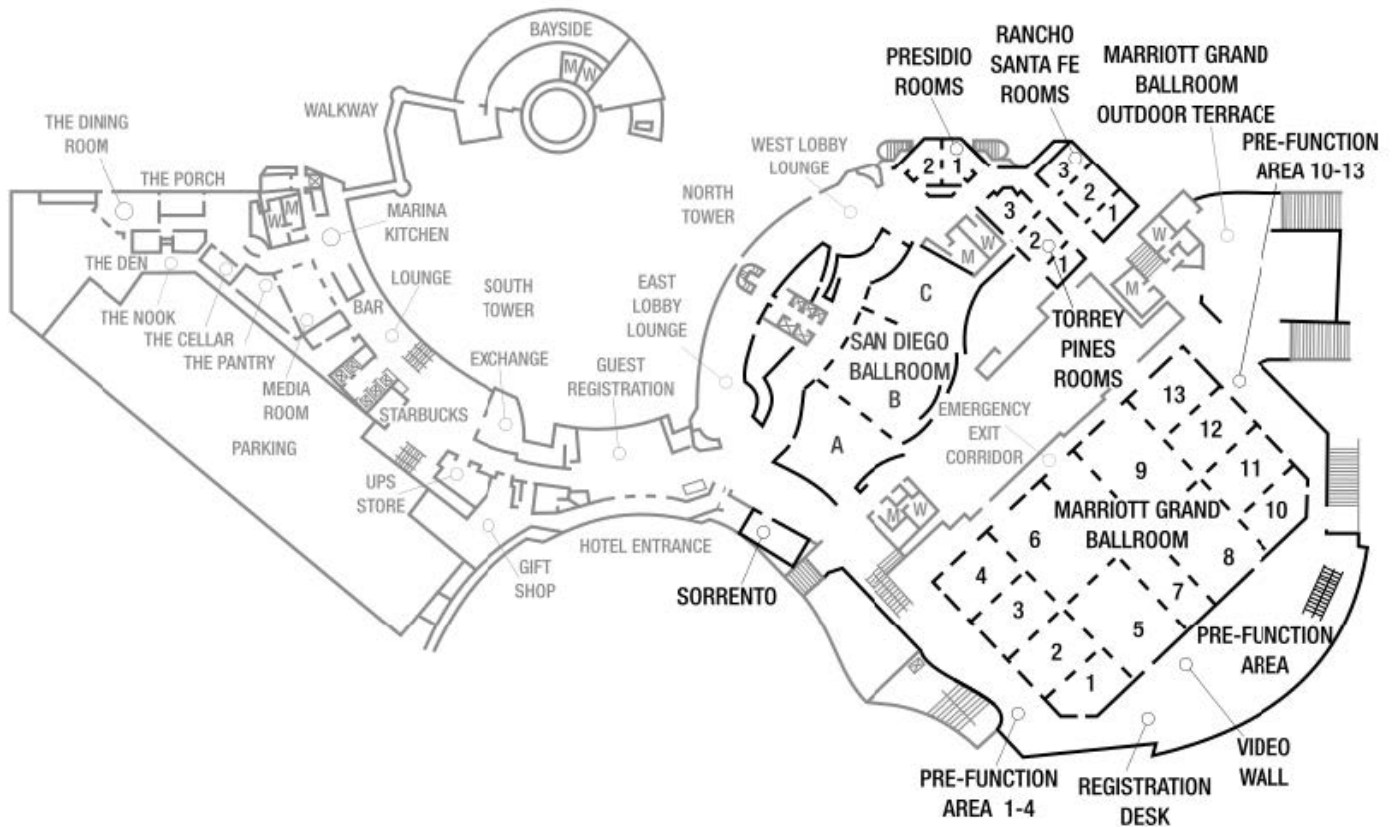 BAYSIDE
M
W
WALKWAY
THE DINING
ROOM
THE PORCH
W
M
MARINA
KITCHEN
THE DEN
THE NOOK
THE CELLAR
THE PANTRY
MEDIA
ROOM
BAR
LOUNGE
SOUTH
TOWER
EXCHANGE
GUEST
REGISTRATION
STARBUCKS
PARKING
UPS
STORE
GIFT
SHOP
HOTEL ENTRANCE
SORRENTO
NORTH
TOWER
WEST LOBBY
LOUNGE
EAST
LOBBY
LOUNGE
PRESIDIO
ROOMS
2
1
RANCHO
SANTA FE
ROOMS
3
2
1
MARRIOTT GRAND
BALLROOM
OUTDOOR TERRACE
PRE-FUNCTION
AREA 10-13
3
2
1
TORREY
PINES
ROOMS
M
W
W
M
C
SAN DIEGO
BALLROOM
B
A
M
W
EMERGENCY
EXIT
CORRIDOR
13
12
11
10
9
MARRIOTT GRAND
BALLROOM
8
7
6
5
4
3
2
1
PRE-FUNCTION
AREA
VIDEO
WALL
REGISTRATION
DESK
PRE-FUNCTION
AREA 1-4